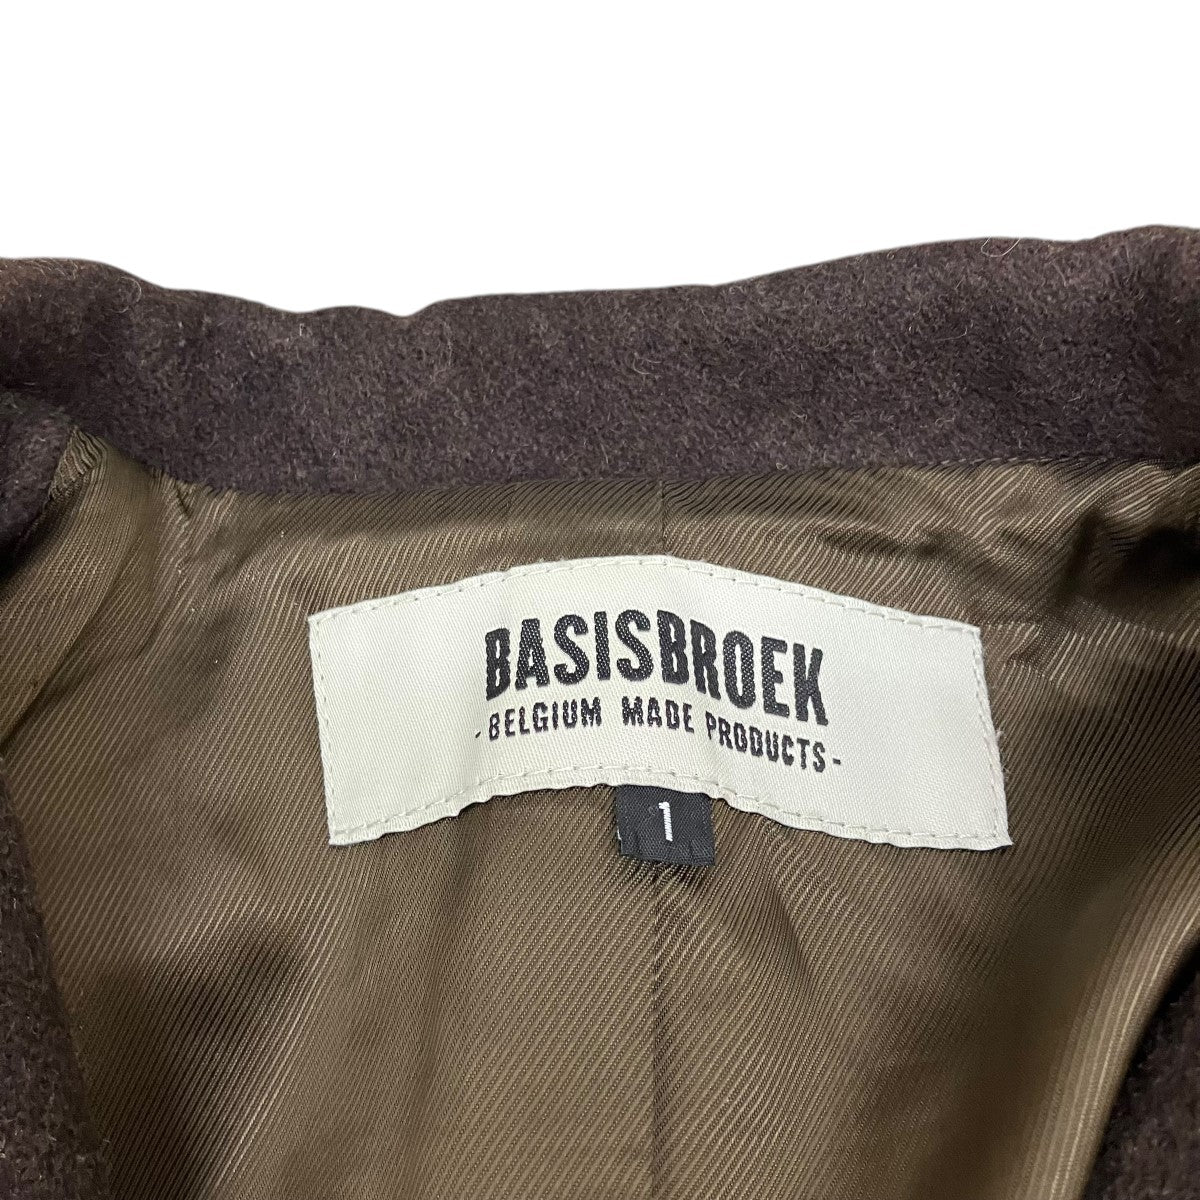 BASISBROEK
- BELGIUM MADE PRODUCTS -
1